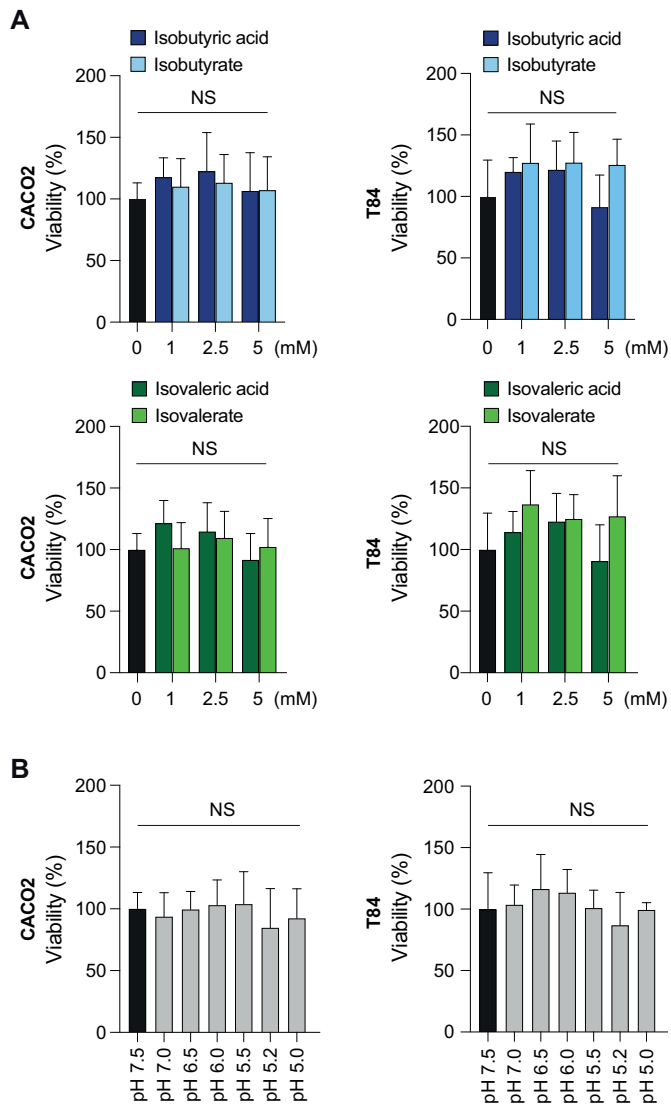 A
Isobutyric acid
Isobutyrate
200
150
100
50
0
NS
CACO2
Viability (%)
0 1 2.5 5 (mM)
Isobutyric acid
Isobutyrate
200
150
100
50
0
NS
T84
Viability (%)
0 1 2.5 5 (mM)
Isovaleric acid
Isovalerate
200
150
100
50
0
NS
CACO2
Viability (%)
0 1 2.5 5 (mM)
Isovaleric acid
Isovalerate
200
150
100
50
0
NS
T84
Viability (%)
0 1 2.5 5 (mM)
B
200
150
100
50
0
NS
CACO2
Viability (%)
pH 7.5
pH 7.0
pH 6.5
pH 6.0
pH 5.5
pH 5.2
pH 5.0
200
150
100
50
0
NS
T84
Viability (%)
pH 7.5
pH 7.0
pH 6.5
pH 6.0
pH 5.5
pH 5.2
pH 5.0